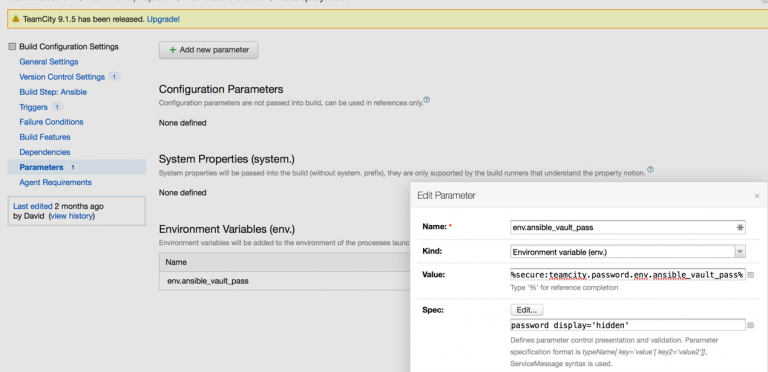 TeamCity 9.1.5 has been released. Upgrade!
Build Configuration Settings
General Settings
Version Control Settings 1
Build Step: Ansible
Triggers 1
Failure Conditions
Build Features
Dependencies
Parameters 1
Agent Requirements
Last edited 2 months ago
by David (view history)
+ Add new parameter
Configuration Parameters
Configuration parameters are not passed into build, can be used in references only.
None defined
System Properties (system.)
System properties will be passed into the build (without system. prefix), they are only supported by the build runners that understand the property notion.
None defined
Environment Variables (env.)
Environment variables will be added to the environment of the processes launc
Name
env.ansible_vault_pass
Edit Parameter
Name: * env.ansible_vault_pass
Kind: Environment variable (env.)
Value: %secure:teamcity.password.env.ansible_vault_pass%
Type '%' for reference completion
Spec: Edit...
password display='hidden'
Defines parameter control presentation and validation. Parameter
specification format is typeName[ key='value'[ key2='value2']],
ServiceMessage syntax is used.